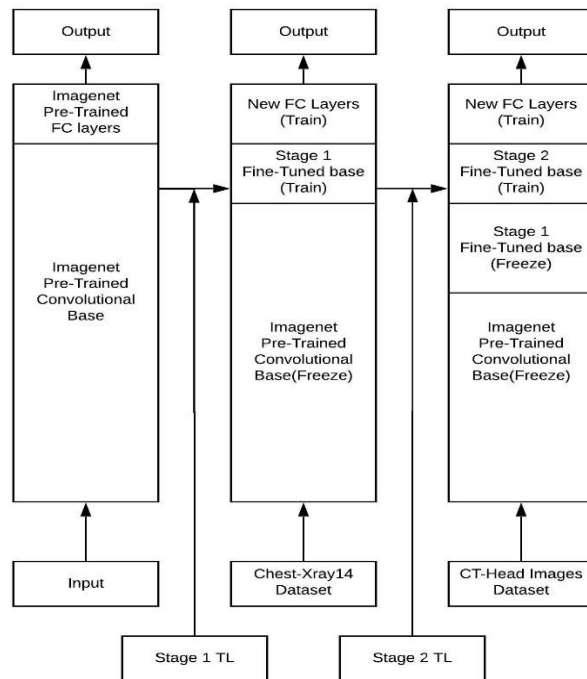 Output
Imagenet
Pre-Trained
FC layers
Imagenet
Pre-Trained
Convolutional
Base
Input
Output
New FC Layers
(Train)
Stage 1
Fine-Tuned base
(Train)
Imagenet
Pre-Trained
Convolutional
Base(Freeze)
Chest-Xray14
Dataset
Output
New FC Layers
(Train)
Stage 2
Fine-Tuned base
(Train)
Stage 1
Fine-Tuned base
(Freeze)
Imagenet
Pre-Trained
Convolutional
Base(Freeze)
CT-Head Images
Dataset
Stage 1 TL
Stage 2 TL